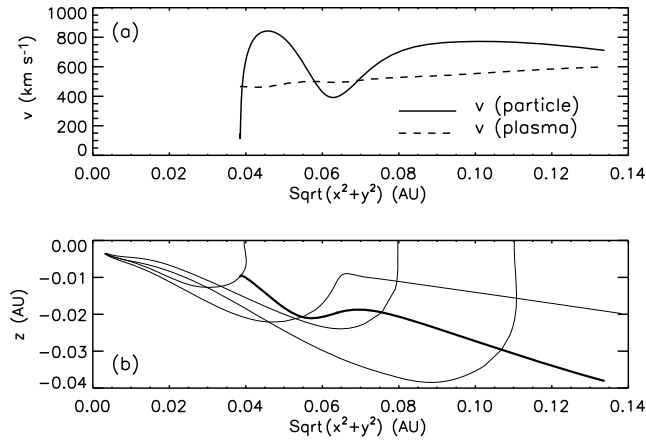 (a)
v (km s⁻¹)
1000
800
600
400
200
0
v (particle)
v (plasma)
0.00 0.02 0.04 0.06 0.08 0.10 0.12 0.14
Sqrt(x²+y²) (AU)
(b)
z (AU)
0.00
−0.01
−0.02
−0.03
−0.04
0.00 0.02 0.04 0.06 0.08 0.10 0.12 0.14
Sqrt(x²+y²) (AU)